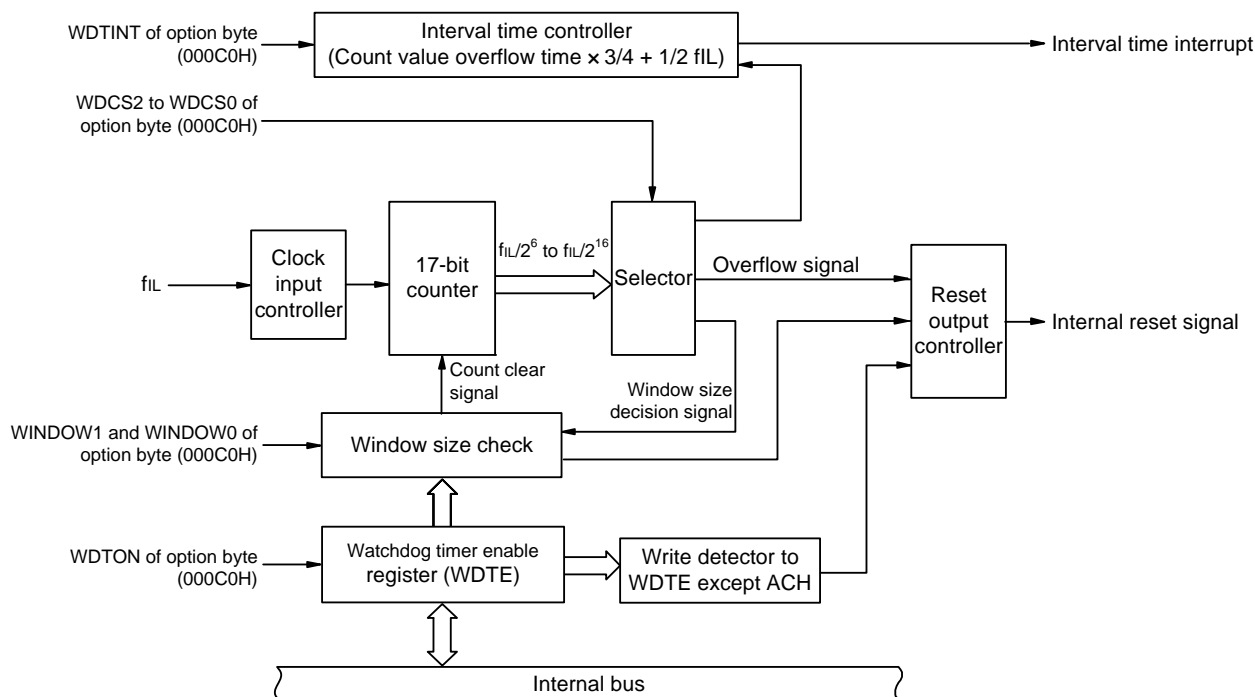 WDTINT of option byte
(000C0H)
Interval time controller
(Count value overflow time × 3/4 + 1/2 fIL)
Interval time interrupt
WDCS2 to WDCS0 of
option byte (000C0H)
fIL
Clock
input
controller
17-bit
counter
fIL/2⁶ to fIL/2¹⁶
Selector
Overflow signal
Reset
output
controller
Internal reset signal
Count clear
signal
Window size
decision signal
WINDOW1 and WINDOW0 of
option byte (000C0H)
Window size check
WDTON of option byte
(000C0H)
Watchdog timer enable
register (WDTE)
Write detector to
WDTE except ACH
Internal bus